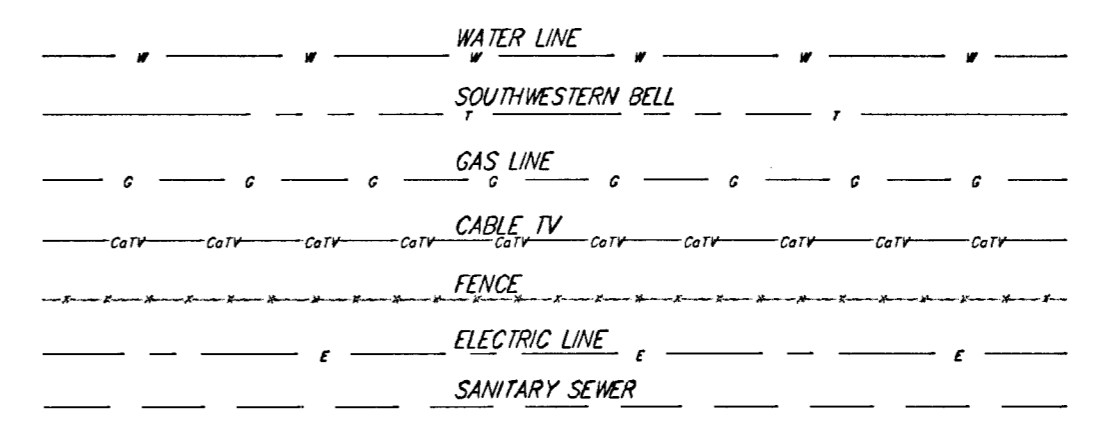 WATER LINE
W W W W W W
SOUTHWESTERN BELL
T T
GAS LINE
G G G G G G G G
CABLE TV
CaTV CaTV CaTV CaTV CaTV CaTV CaTV CaTV CaTV CaTV
FENCE
x x x x x x x x x x x x x x x x x x x x x x x x x
ELECTRIC LINE
E E E
SANITARY SEWER